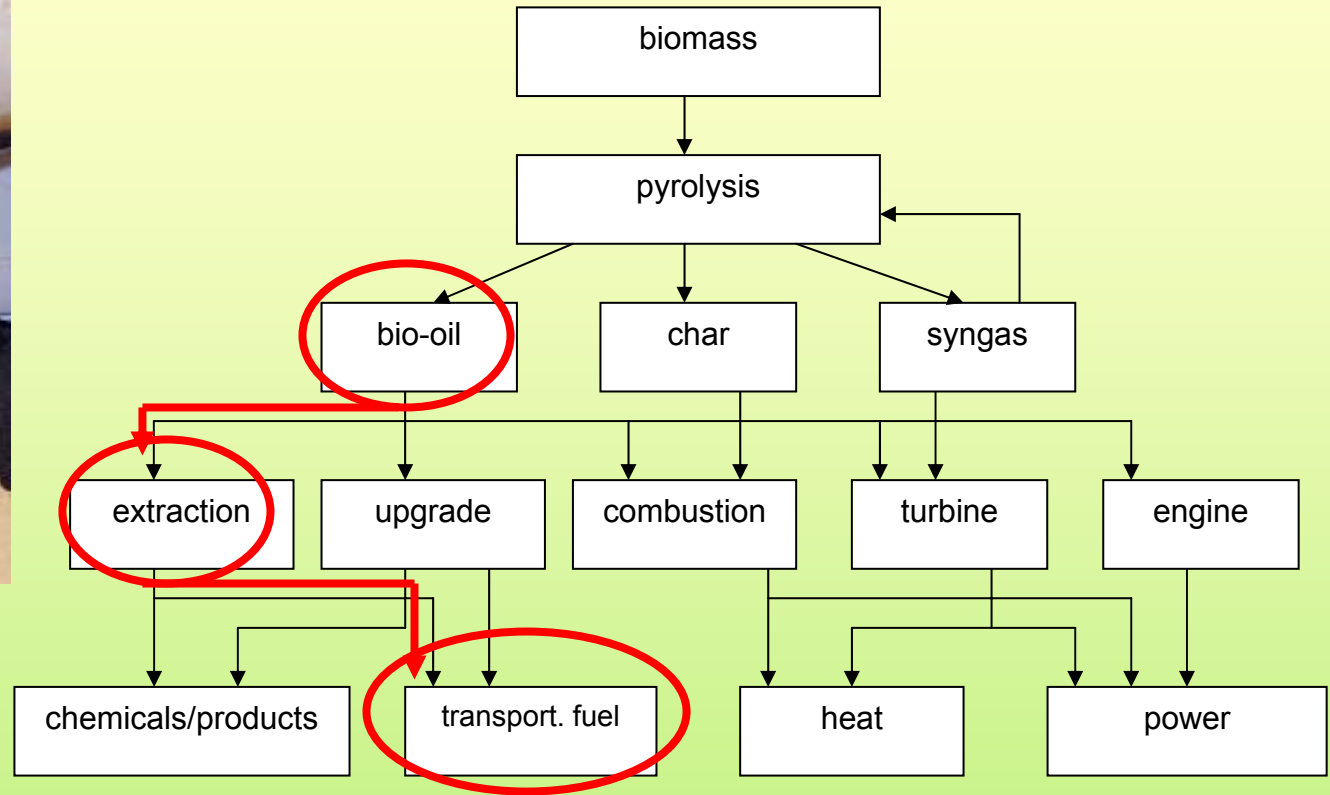 biomass
pyrolysis
bio-oil
char
syngas
extraction
upgrade
combustion
turbine
engine
chemicals/products
transport. fuel
heat
power